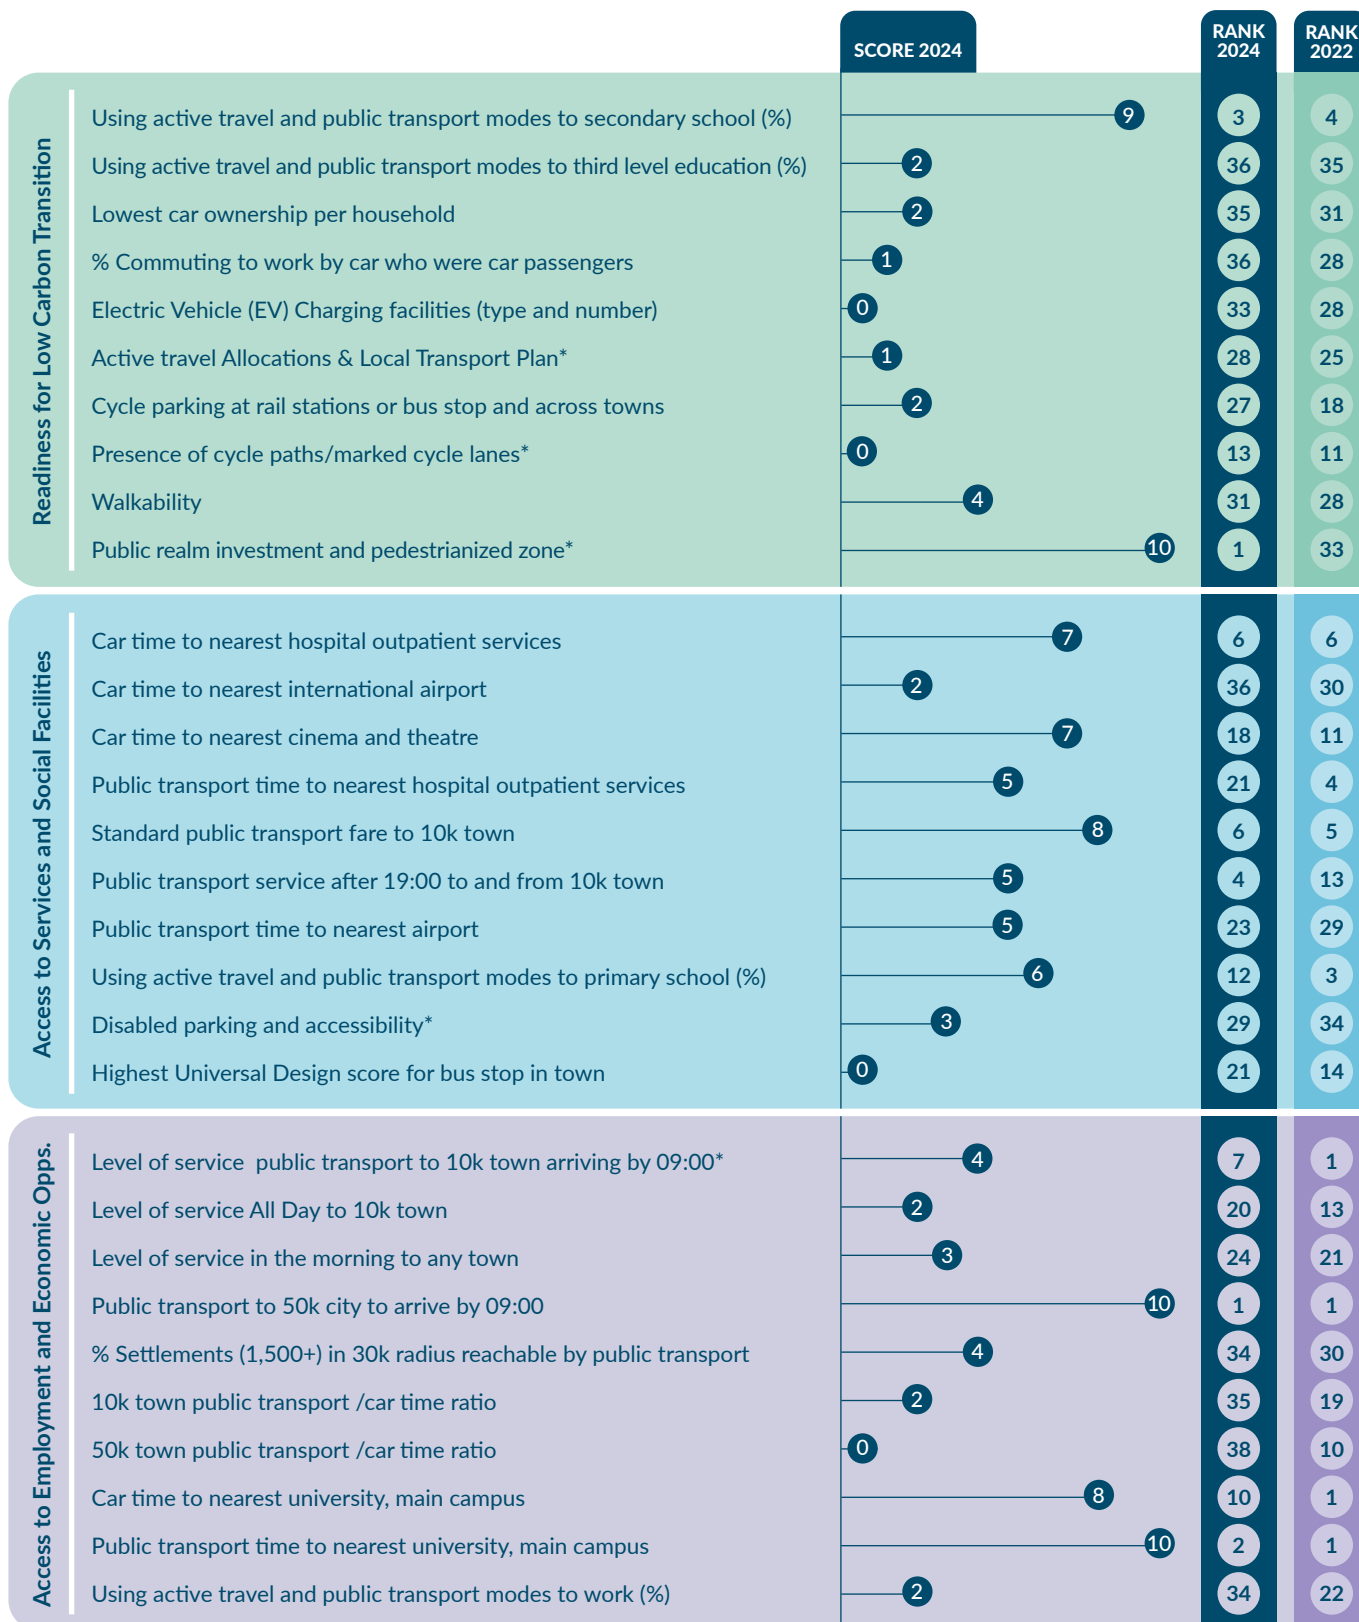 SCORE 2024
RANK 2024
RANK 2022
Readiness for Low Carbon Transition
Using active travel and public transport modes to secondary school (%) 9 3 4
Using active travel and public transport modes to third level education (%) 2 36 35
Lowest car ownership per household 2 35 31
% Commuting to work by car who were car passengers 1 36 28
Electric Vehicle (EV) Charging facilities (type and number) 0 33 28
Active travel Allocations & Local Transport Plan* 1 28 25
Cycle parking at rail stations or bus stop and across towns 2 27 18
Presence of cycle paths/marked cycle lanes* 0 13 11
Walkability 4 31 28
Public realm investment and pedestrianized zone* 10 1 33
Access to Services and Social Facilities
Car time to nearest hospital outpatient services 7 6 6
Car time to nearest international airport 2 36 30
Car time to nearest cinema and theatre 7 18 11
Public transport time to nearest hospital outpatient services 5 21 4
Standard public transport fare to 10k town 8 6 5
Public transport service after 19:00 to and from 10k town 5 4 13
Public transport time to nearest airport 5 23 29
Using active travel and public transport modes to primary school (%) 6 12 3
Disabled parking and accessibility* 3 29 34
Highest Universal Design score for bus stop in town 0 21 14
Access to Employment and Economic Opps.
Level of service public transport to 10k town arriving by 09:00* 4 7 1
Level of service All Day to 10k town 2 20 13
Level of service in the morning to any town 3 24 21
Public transport to 50k city to arrive by 09:00 10 1 1
% Settlements (1,500+) in 30k radius reachable by public transport 4 34 30
10k town public transport /car time ratio 2 35 19
50k town public transport /car time ratio 0 38 10
Car time to nearest university, main campus 8 10 1
Public transport time to nearest university, main campus 10 2 1
Using active travel and public transport modes to work (%) 2 34 22